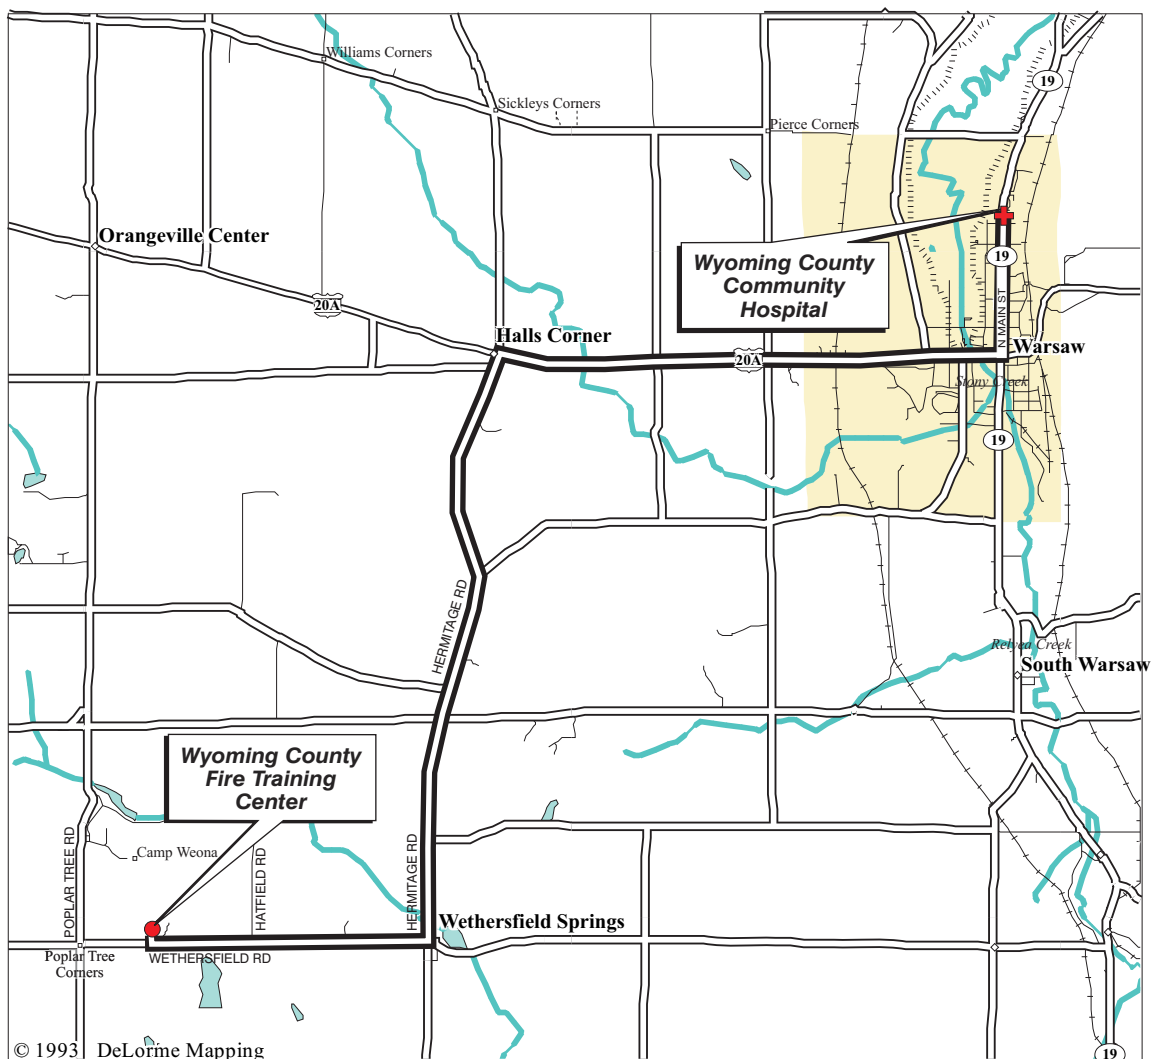 Williams Corners
Sickleys Corners
19
Pierce Corners
Orangeville Center
Wyoming County
Community
Hospital
19
20A
N MAIN ST
Halls Corner
Warsaw
20A
Stony Creek
19
HERMITAGE RD
Relyea Creek
South Warsaw
Wyoming County
Fire Training
Center
POPLAR TREE RD
Camp Weona
HATFIELD RD
HERMITAGE RD
Wethersfield Springs
Poplar Tree
Corners
WETHERSFIELD RD
© 1993 DeLorme Mapping
19